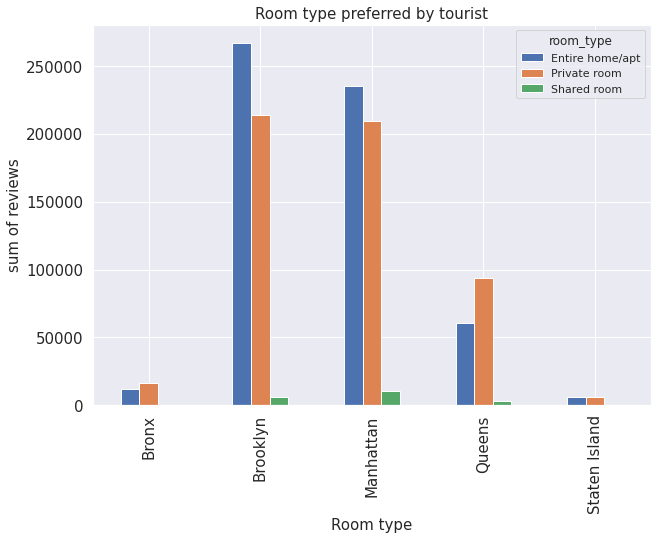 Room type preferred by tourist
room_type
Entire home/apt
Private room
Shared room
sum of reviews
250000
200000
150000
100000
50000
0
Bronx
Brooklyn
Manhattan
Queens
Staten Island
Room type